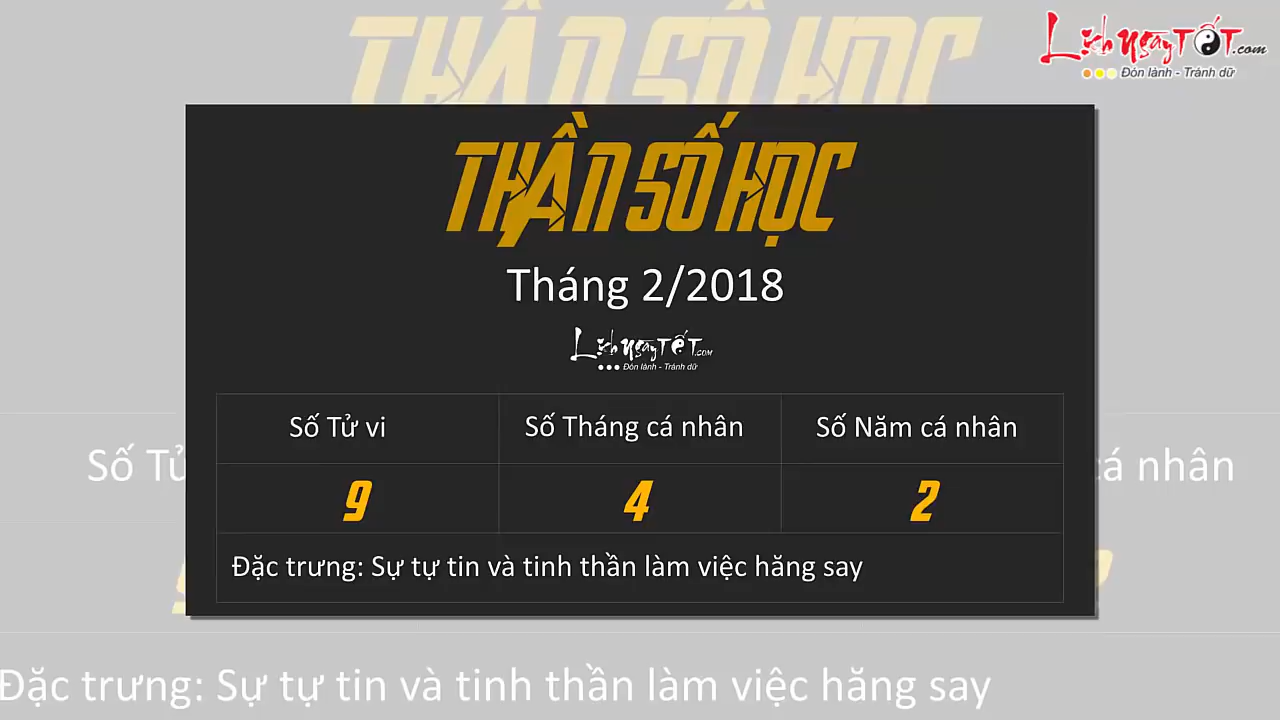 THẦN SỐ HỌC
LịchngàyTỐT.com
Đón lành - Tránh dữ
THẦN SỐ HỌC
Tháng 2/2018
LịchngàyTỐT.COM
Đón lành - Tránh dữ
Số Tử vi Số Tháng cá nhân Số Năm cá nhân
Số Tử cá nhân
9 4 2
Đặc trưng: Sự tự tin và tinh thần làm việc hăng say
Đặc trưng: Sự tự tin và tinh thần làm việc hăng say